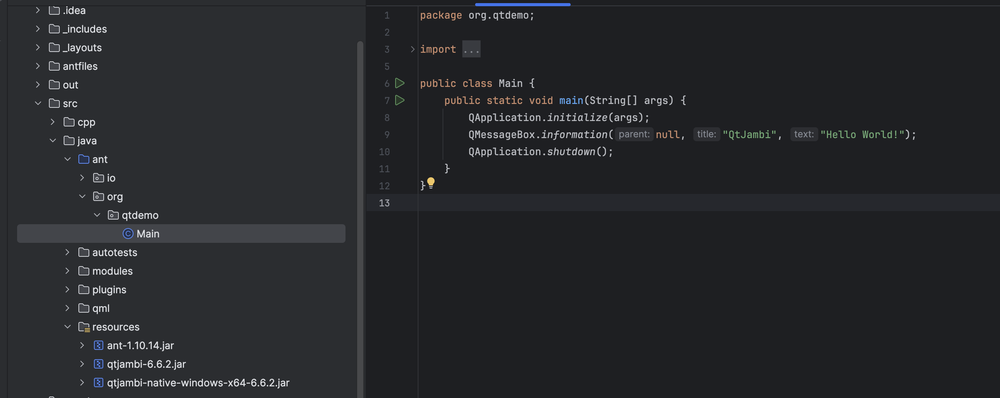 .idea
_includes
_layouts
antfiles
out
src
cpp
java
ant
io
org
qtdemo
Main
autotests
modules
plugins
qml
resources
ant-1.10.14.jar
qtjambi-6.6.2.jar
qtjambi-native-windows-x64-6.6.2.jar
1 package org.qtdemo;
2
3 import ...
5
6 public class Main {
7 public static void main(String[] args) {
8 QApplication.initialize(args);
9 QMessageBox.information( parent: null, title: "QtJambi", text: "Hello World!");
10 QApplication.shutdown();
11 }
12 }
13